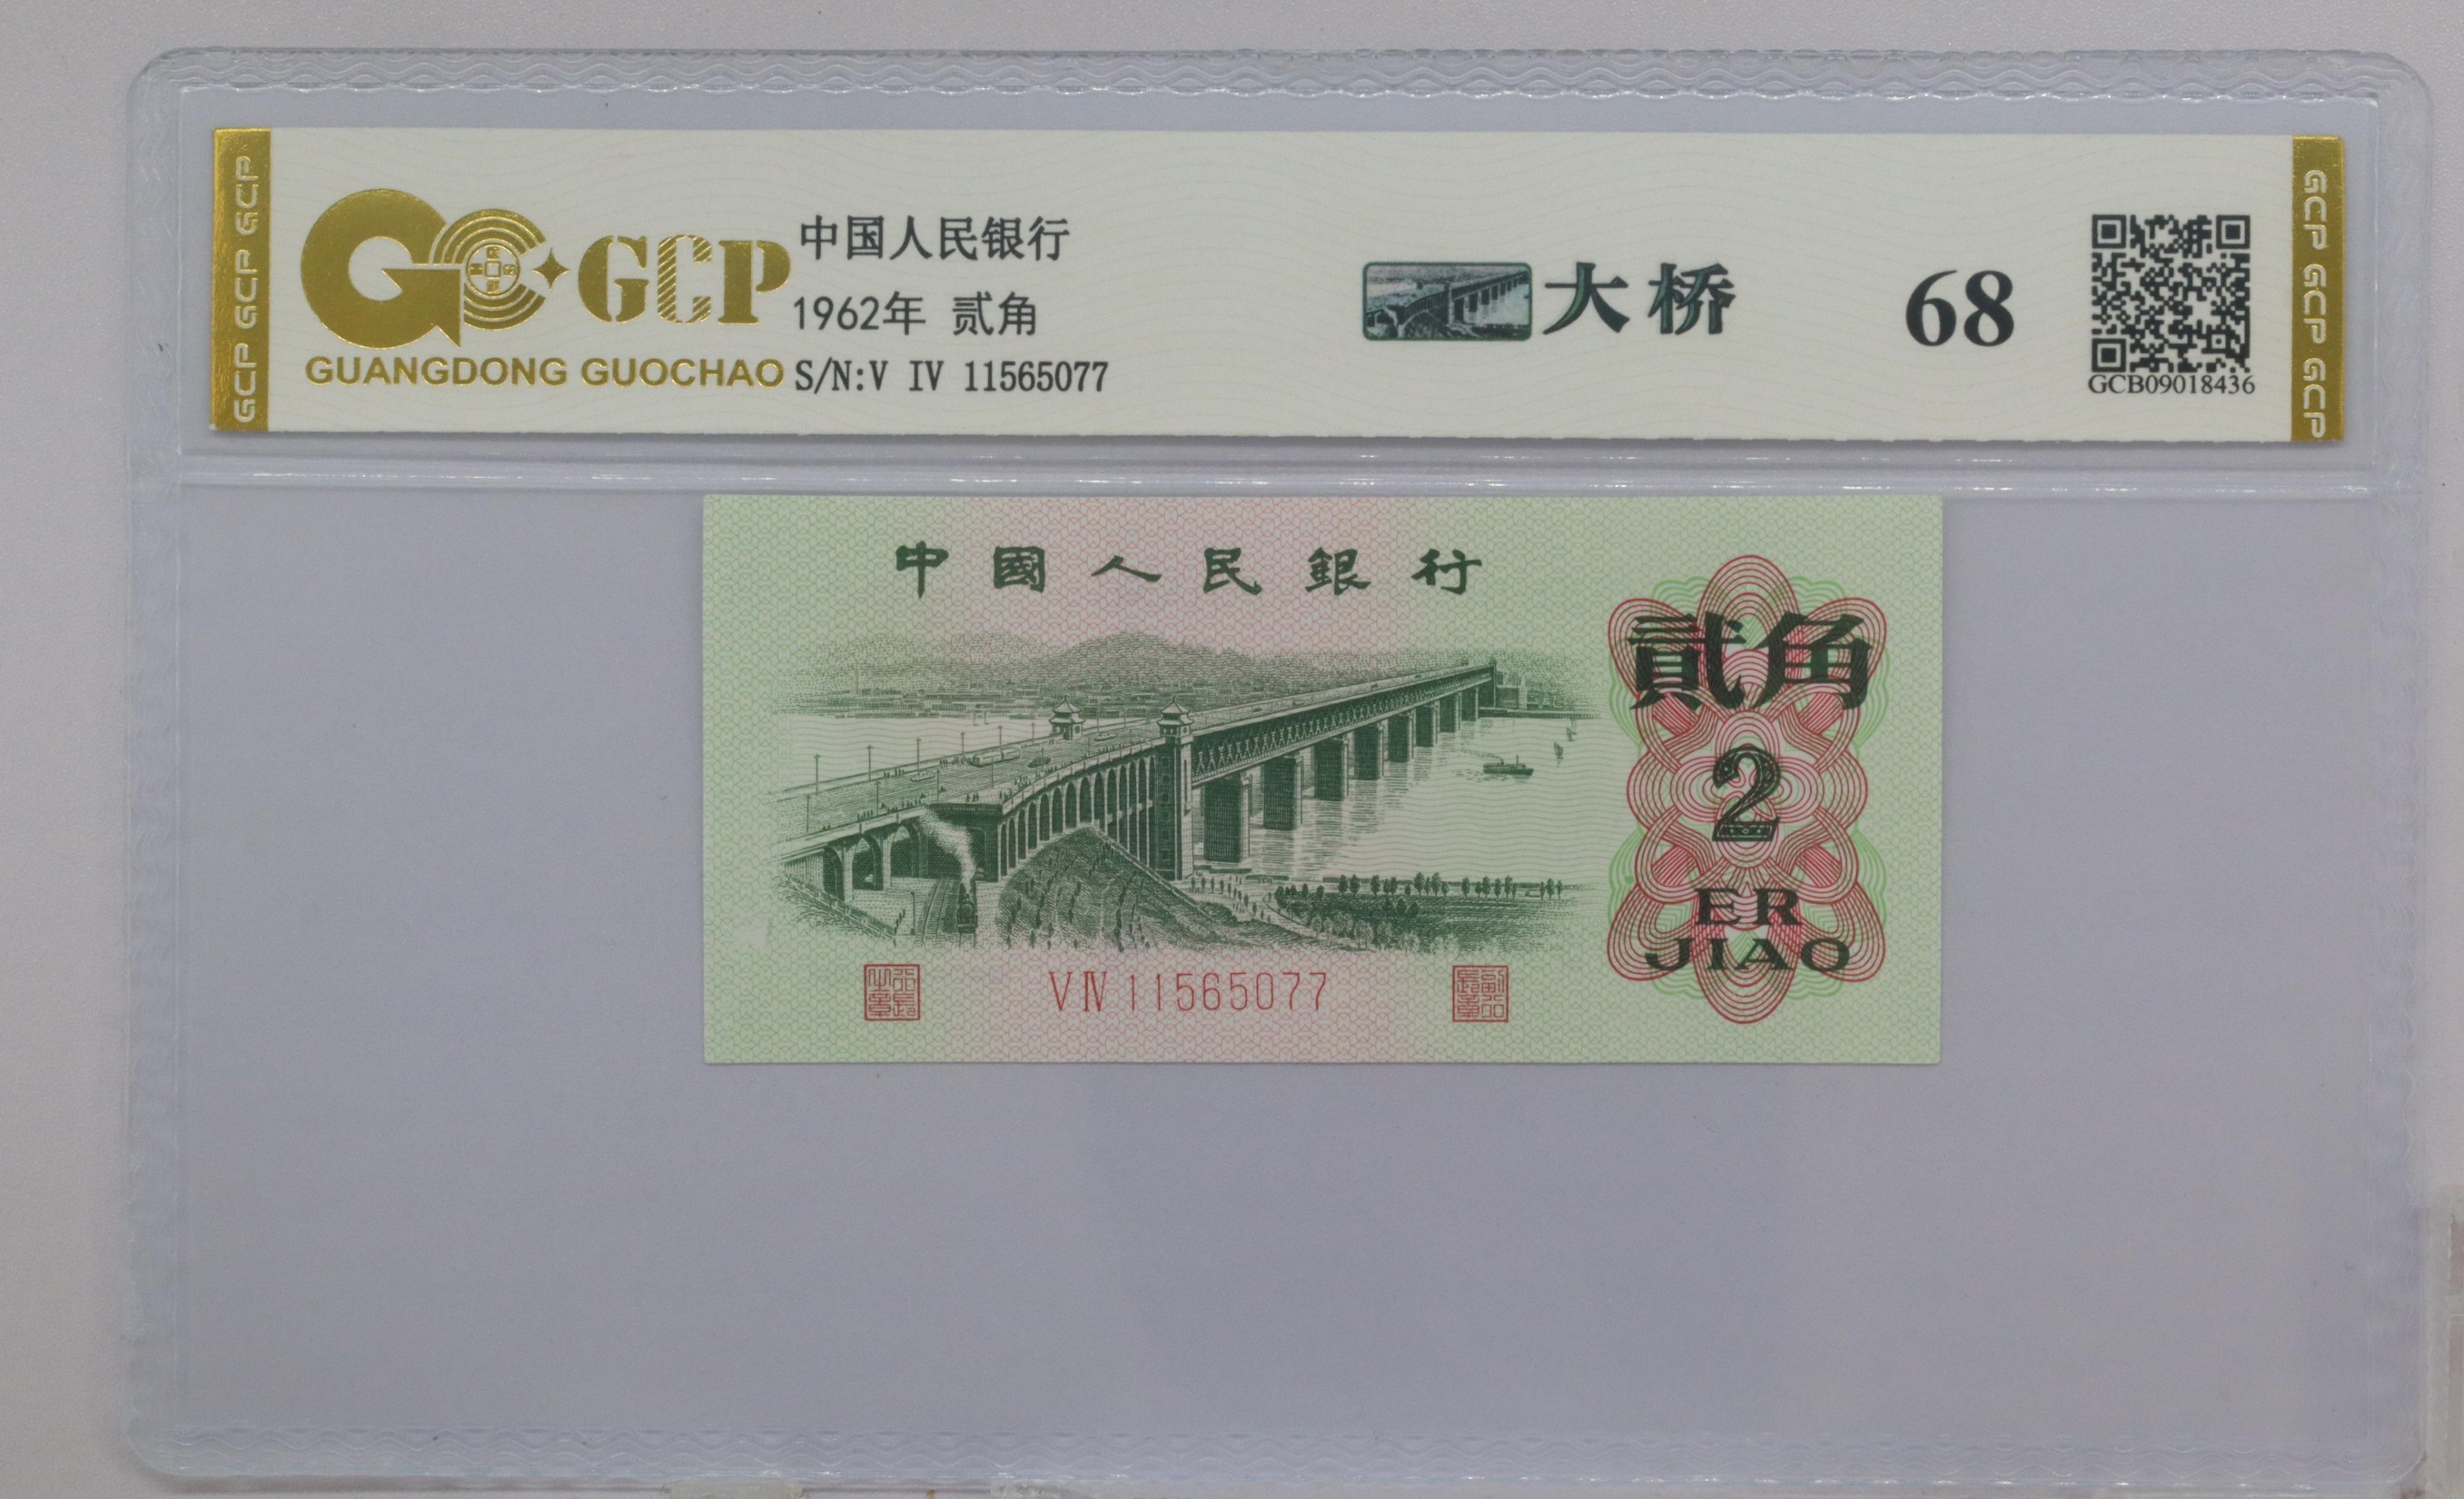 GCP GCP GCP
GCP
GUANGDONG GUOCHAO
中国人民银行
1962年 贰角
S/N:V IV 11565077
大桥
68
GCB09018436
GCP GCP GCP
中國人民銀行
貳角
2
ER
JIAO
V IV 11565077